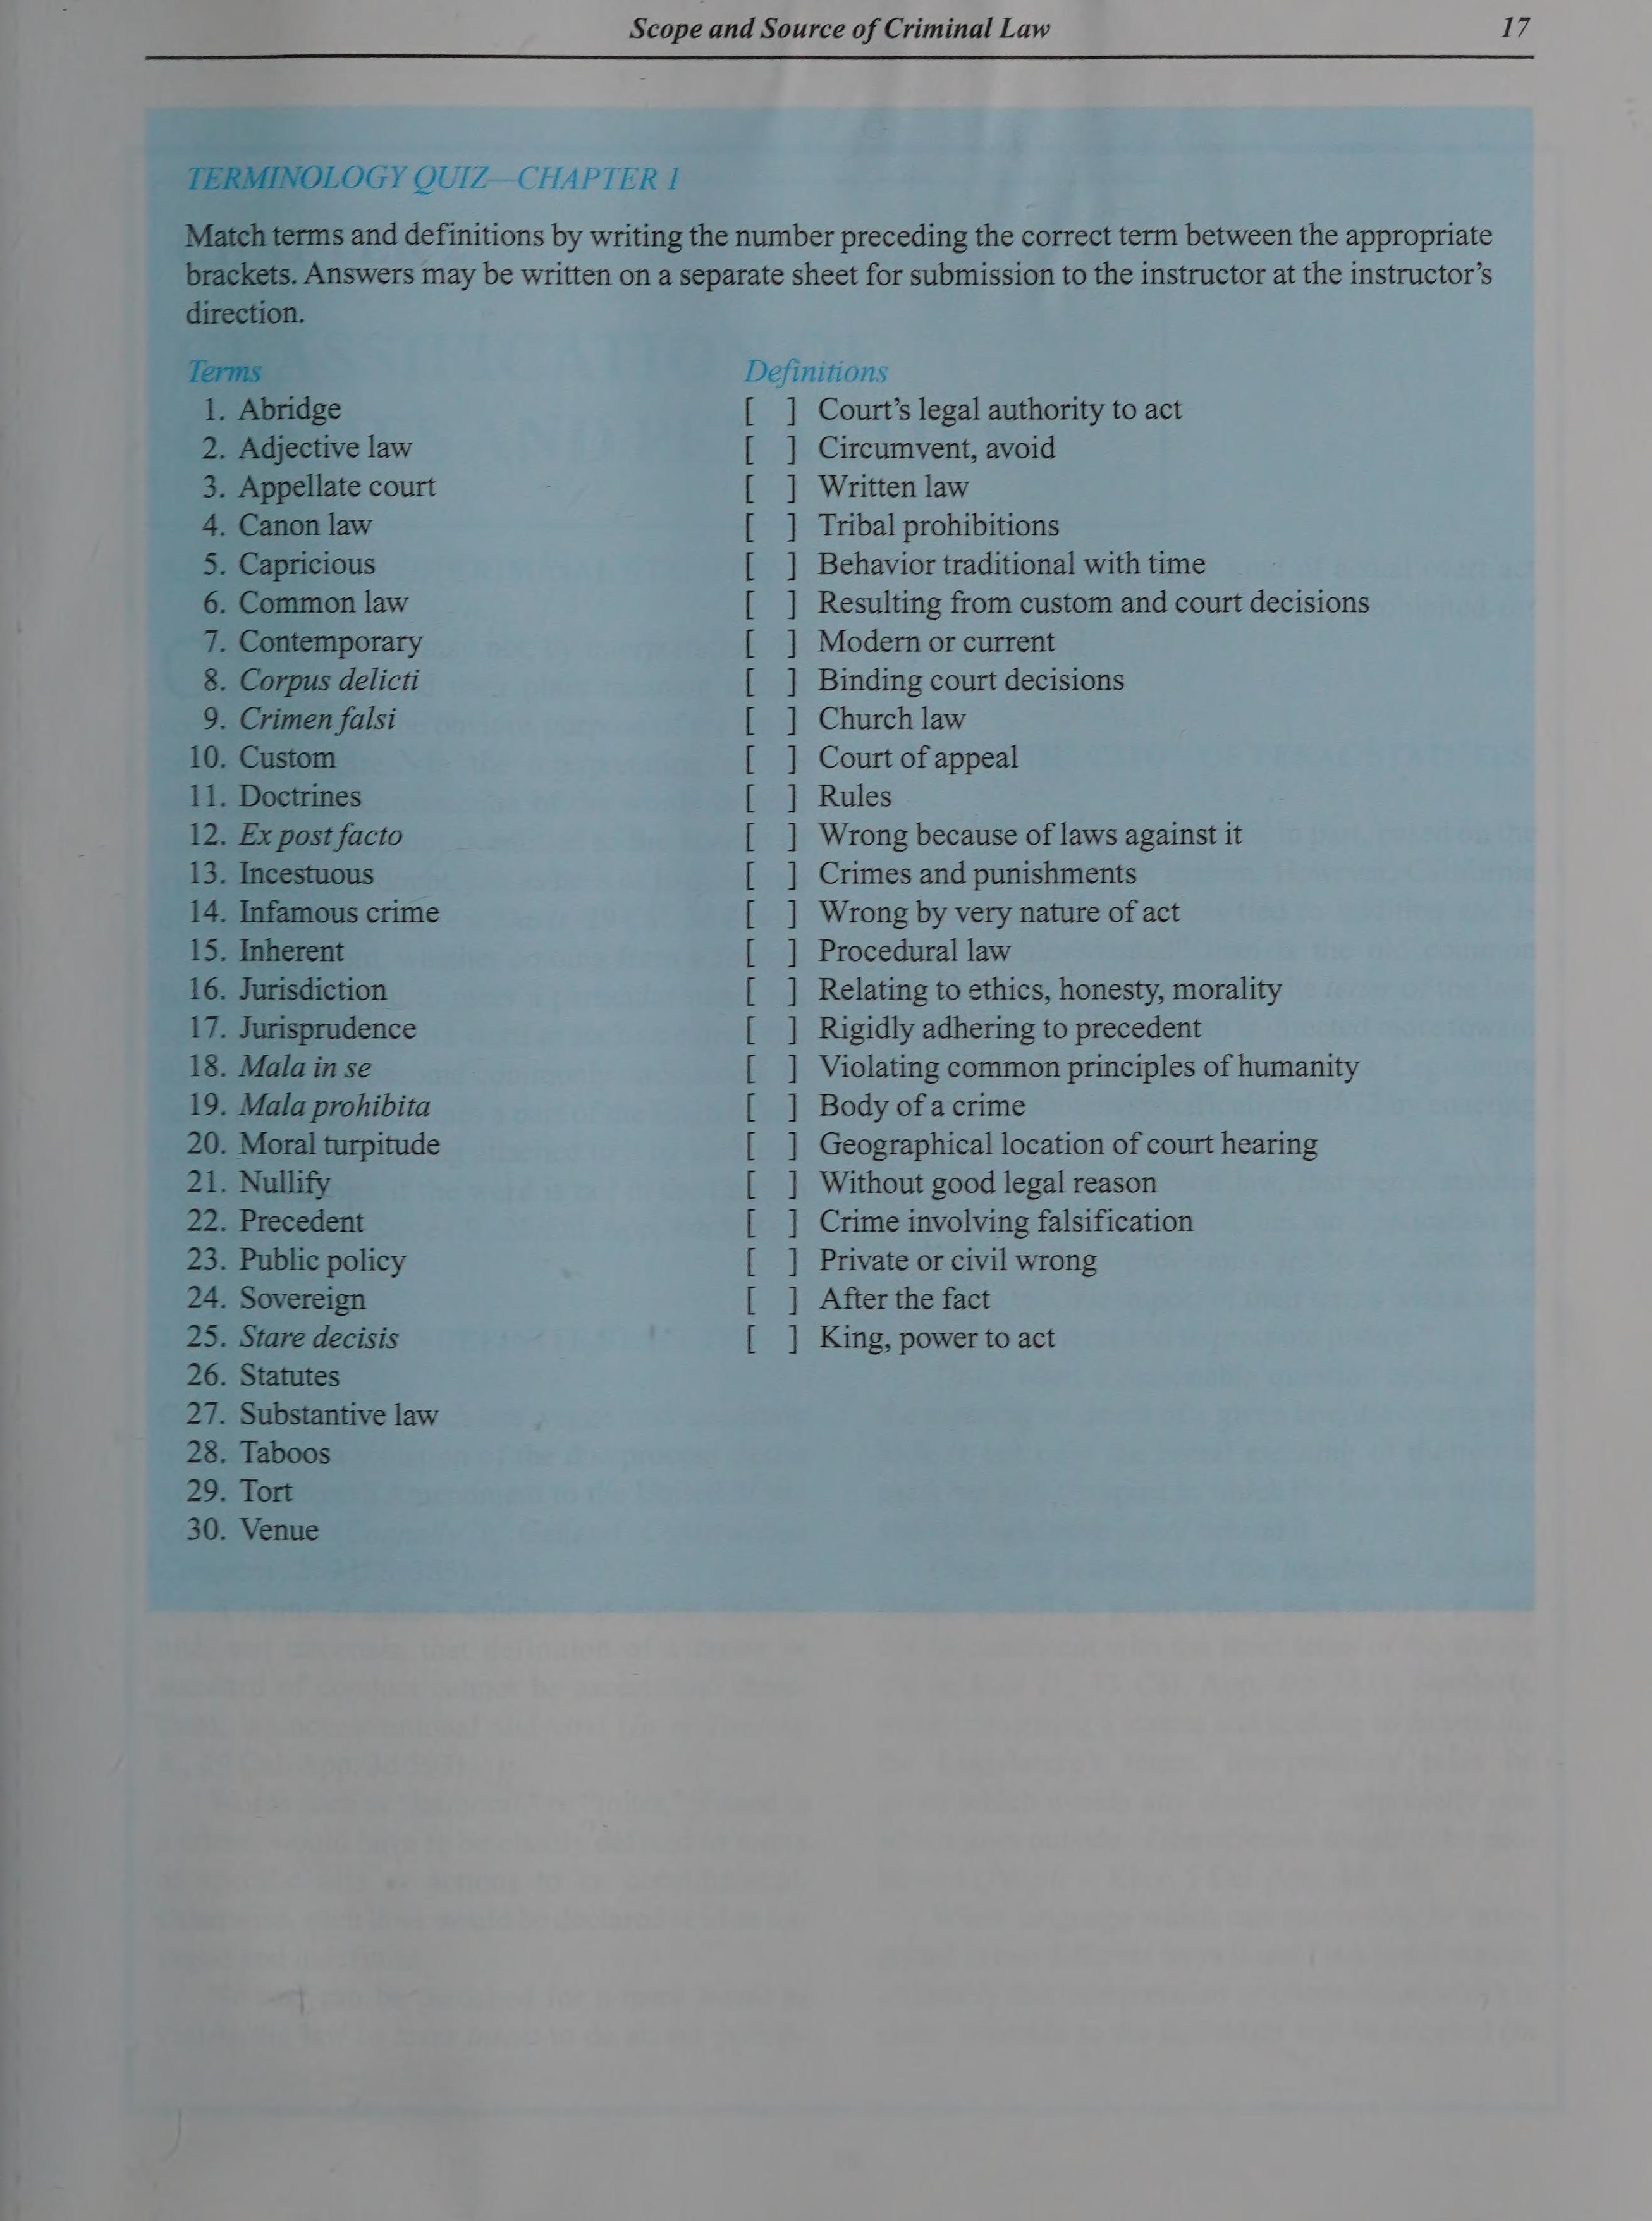 Scope and Source of Criminal Law 17
TERMINOLOGY QUIZ—CHAPTER 1
Match terms and definitions by writing the number preceding the correct term between the appropriate
brackets. Answers may be written on a separate sheet for submission to the instructor at the instructor's
direction.
Terms Definitions
1. Abridge [ ] Court's legal authority to act
2. Adjective law [ ] Circumvent, avoid
3. Appellate court [ ] Written law
4. Canon law [ ] Tribal prohibitions
5. Capricious [ ] Behavior traditional with time
6. Common law [ ] Resulting from custom and court decisions
7. Contemporary [ ] Modern or current
8. Corpus delicti [ ] Binding court decisions
9. Crimen falsi [ ] Church law
10. Custom [ ] Court of appeal
11. Doctrines [ ] Rules
12. Ex post facto [ ] Wrong because of laws against it
13. Incestuous [ ] Crimes and punishments
14. Infamous crime [ ] Wrong by very nature of act
15. Inherent [ ] Procedural law
16. Jurisdiction [ ] Relating to ethics, honesty, morality
17. Jurisprudence [ ] Rigidly adhering to precedent
18. Mala in se [ ] Violating common principles of humanity
19. Mala prohibita [ ] Body of a crime
20. Moral turpitude [ ] Geographical location of court hearing
21. Nullify [ ] Without good legal reason
22. Precedent [ ] Crime involving falsification
23. Public policy [ ] Private or civil wrong
24. Sovereign [ ] After the fact
25. Stare decisis [ ] King, power to act
26. Statutes
27. Substantive law
28. Taboos
29. Tort
30. Venue